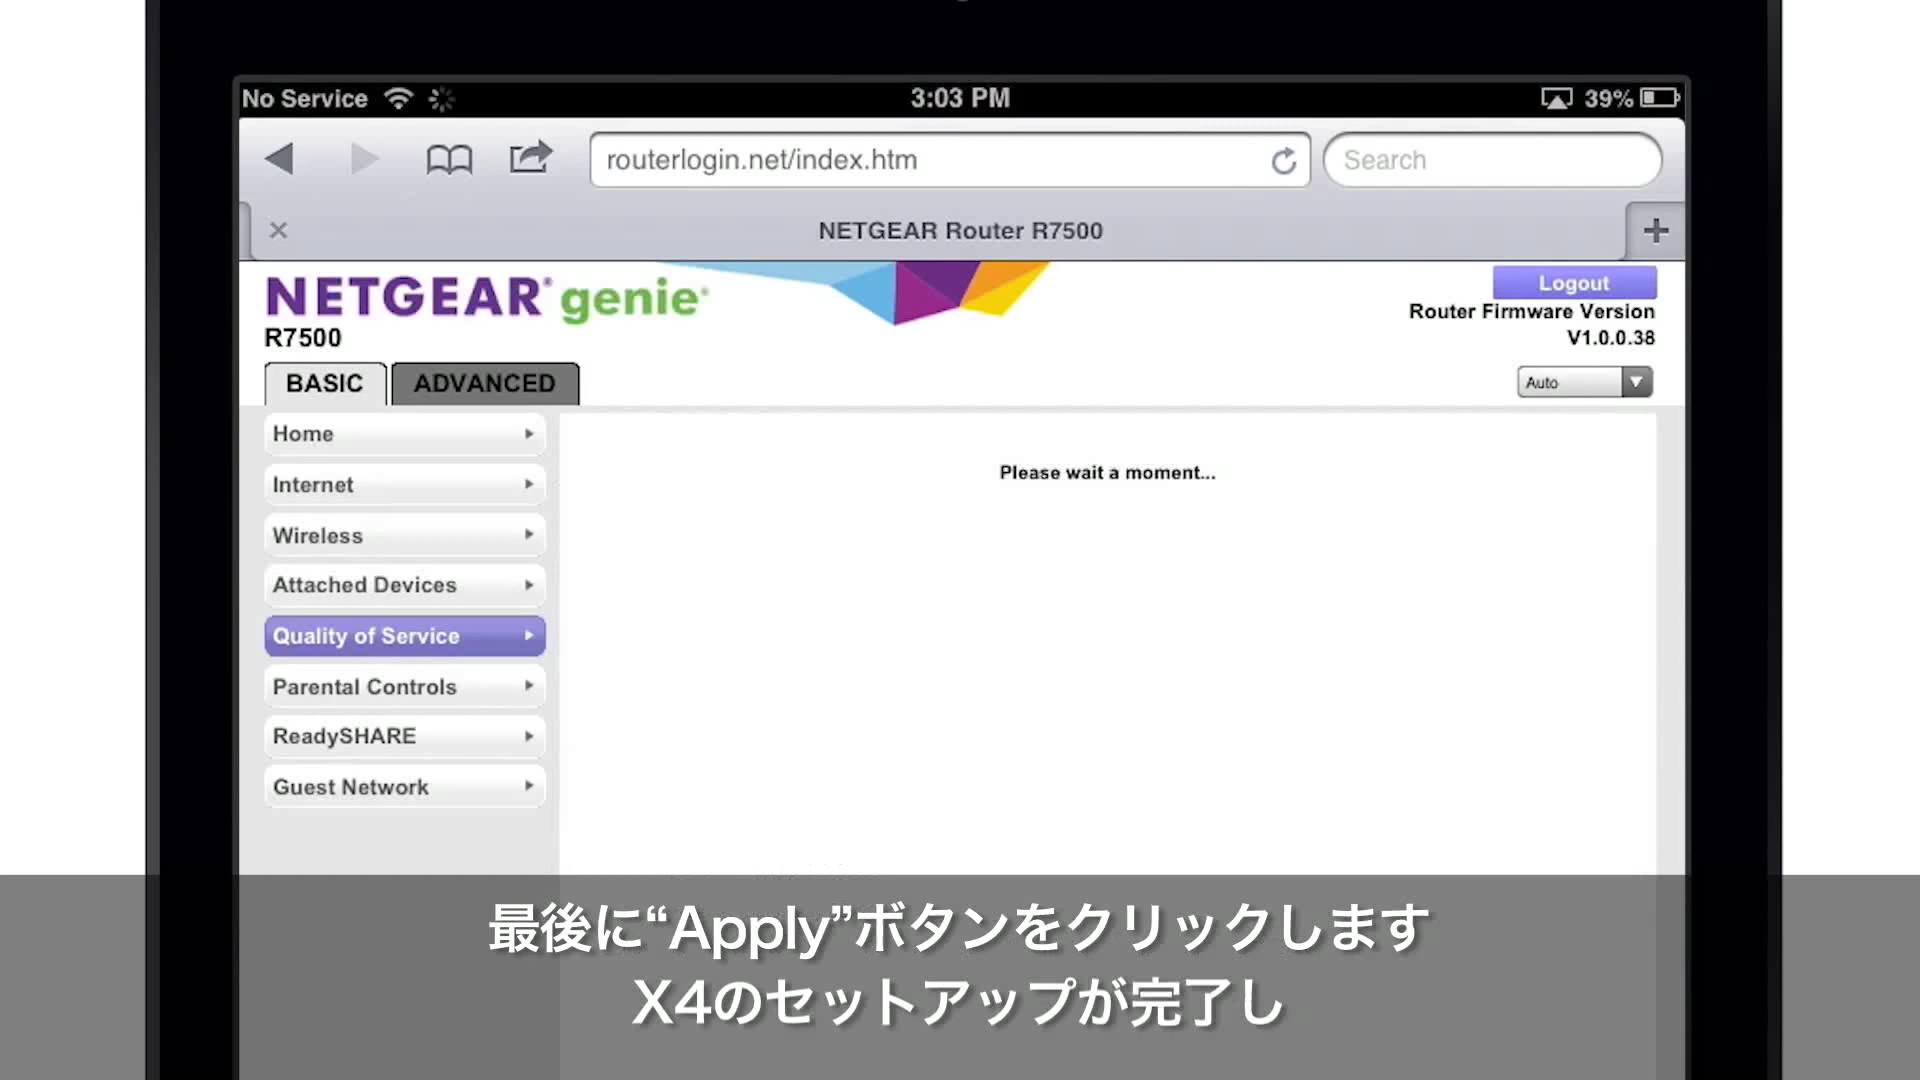 No Service 3:03 PM 39%
routerlogin.net/index.htm Search
NETGEAR Router R7500
NETGEAR® genie® Logout
Router Firmware Version
R7500 V1.0.0.38
BASIC ADVANCED Auto
Home
Please wait a moment...
Internet
Wireless
Attached Devices
Quality of Service
Parental Controls
ReadySHARE
Guest Network
最後に“Apply”ボタンをクリックします
X4のセットアップが完了し